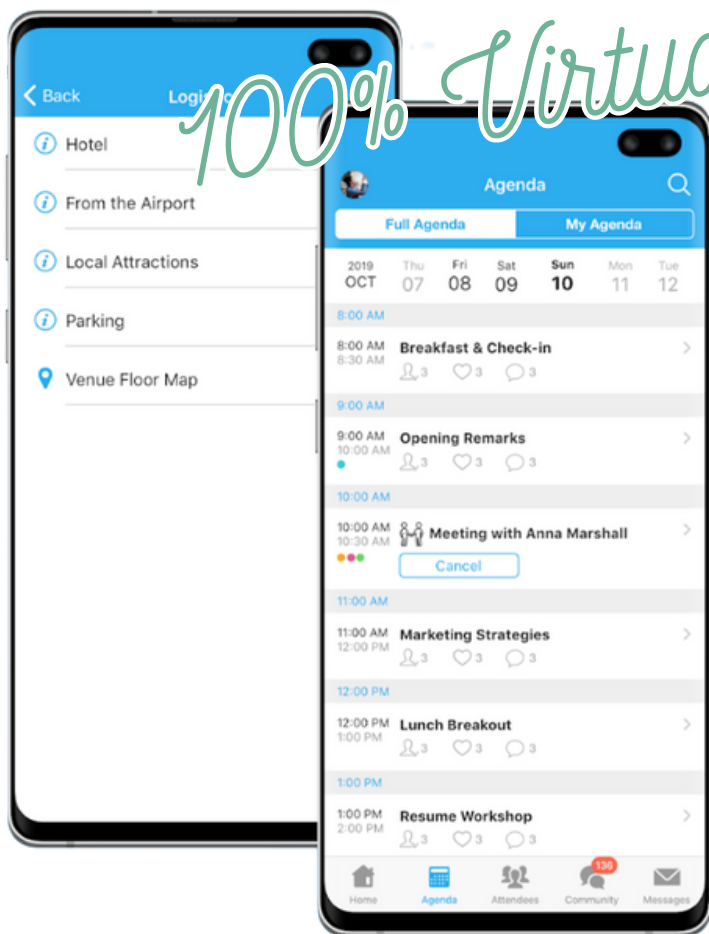 100% Virtua
Back
Hotel
From the Airport
Local Attractions
Parking
Venue Floor Map
Agenda
Full Agenda
My Agenda
2019 Thu Fri Sat Sun Mon Tue
OCT 07 08 09 10 11 12
8:00 AM
8:00 AM Breakfast & Check-in
8:30 AM 3 3 3
9:00 AM
9:00 AM Opening Remarks
10:00 AM 3 3 3
10:00 AM
10:00 AM Meeting with Anna Marshall
10:30 AM Cancel
11:00 AM
11:00 AM Marketing Strategies
12:00 PM 3 3 3
12:00 PM
12:00 PM Lunch Breakout
1:00 PM 3 3 3
1:00 PM
1:00 PM Resume Workshop
2:00 PM 3 3 3
136
Home Agenda Attendees Community Messages